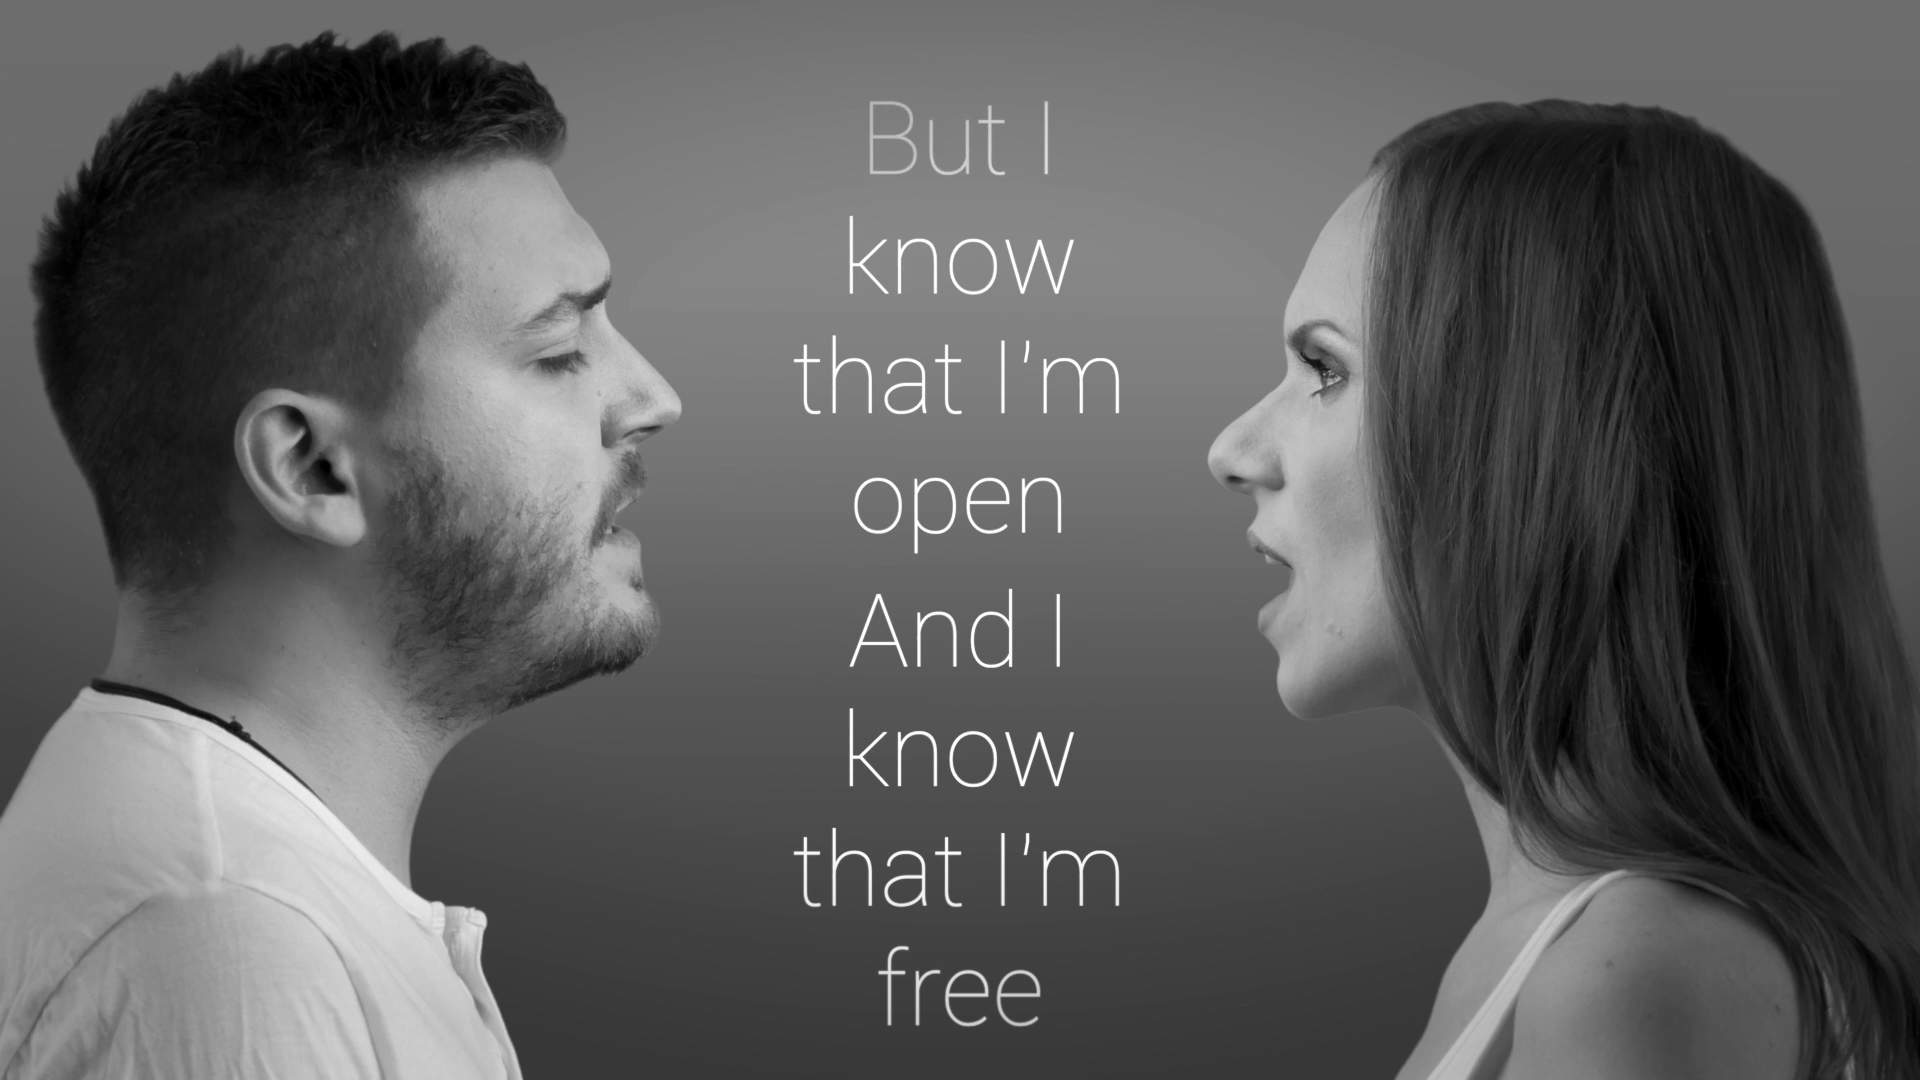 But I
know
that I'm
open
And I
know
that I'm
free